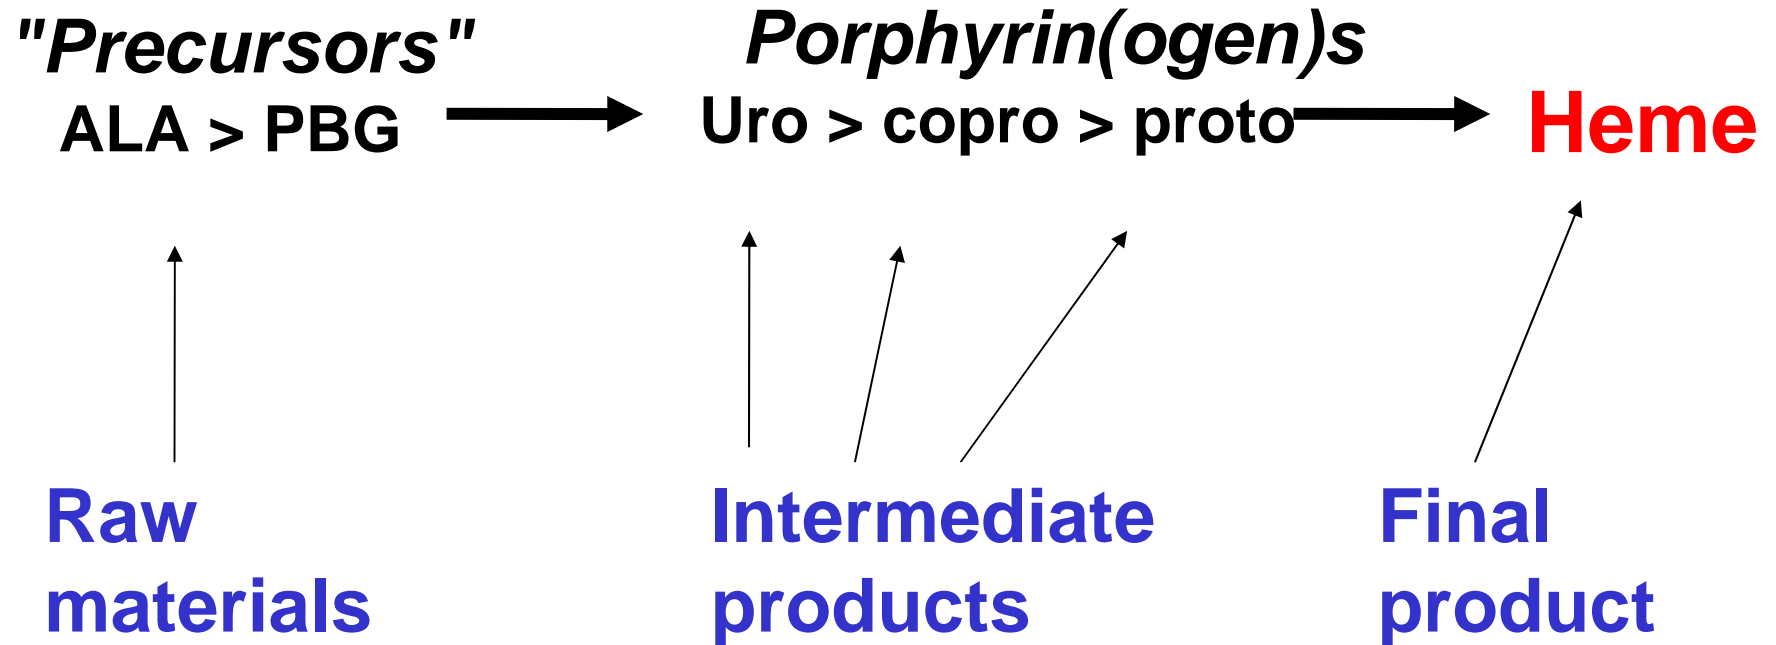 "Precursors"
ALA > PBG
Porphyrin(ogen)s
Uro > copro > proto
Heme
Raw
materials
Intermediate
products
Final
product